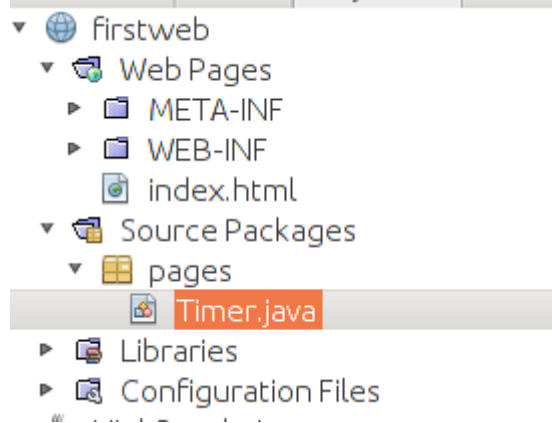 firstweb
Web Pages
META-INF
WEB-INF
index.html
Source Packages
pages
Timer.java
Libraries
Configuration Files